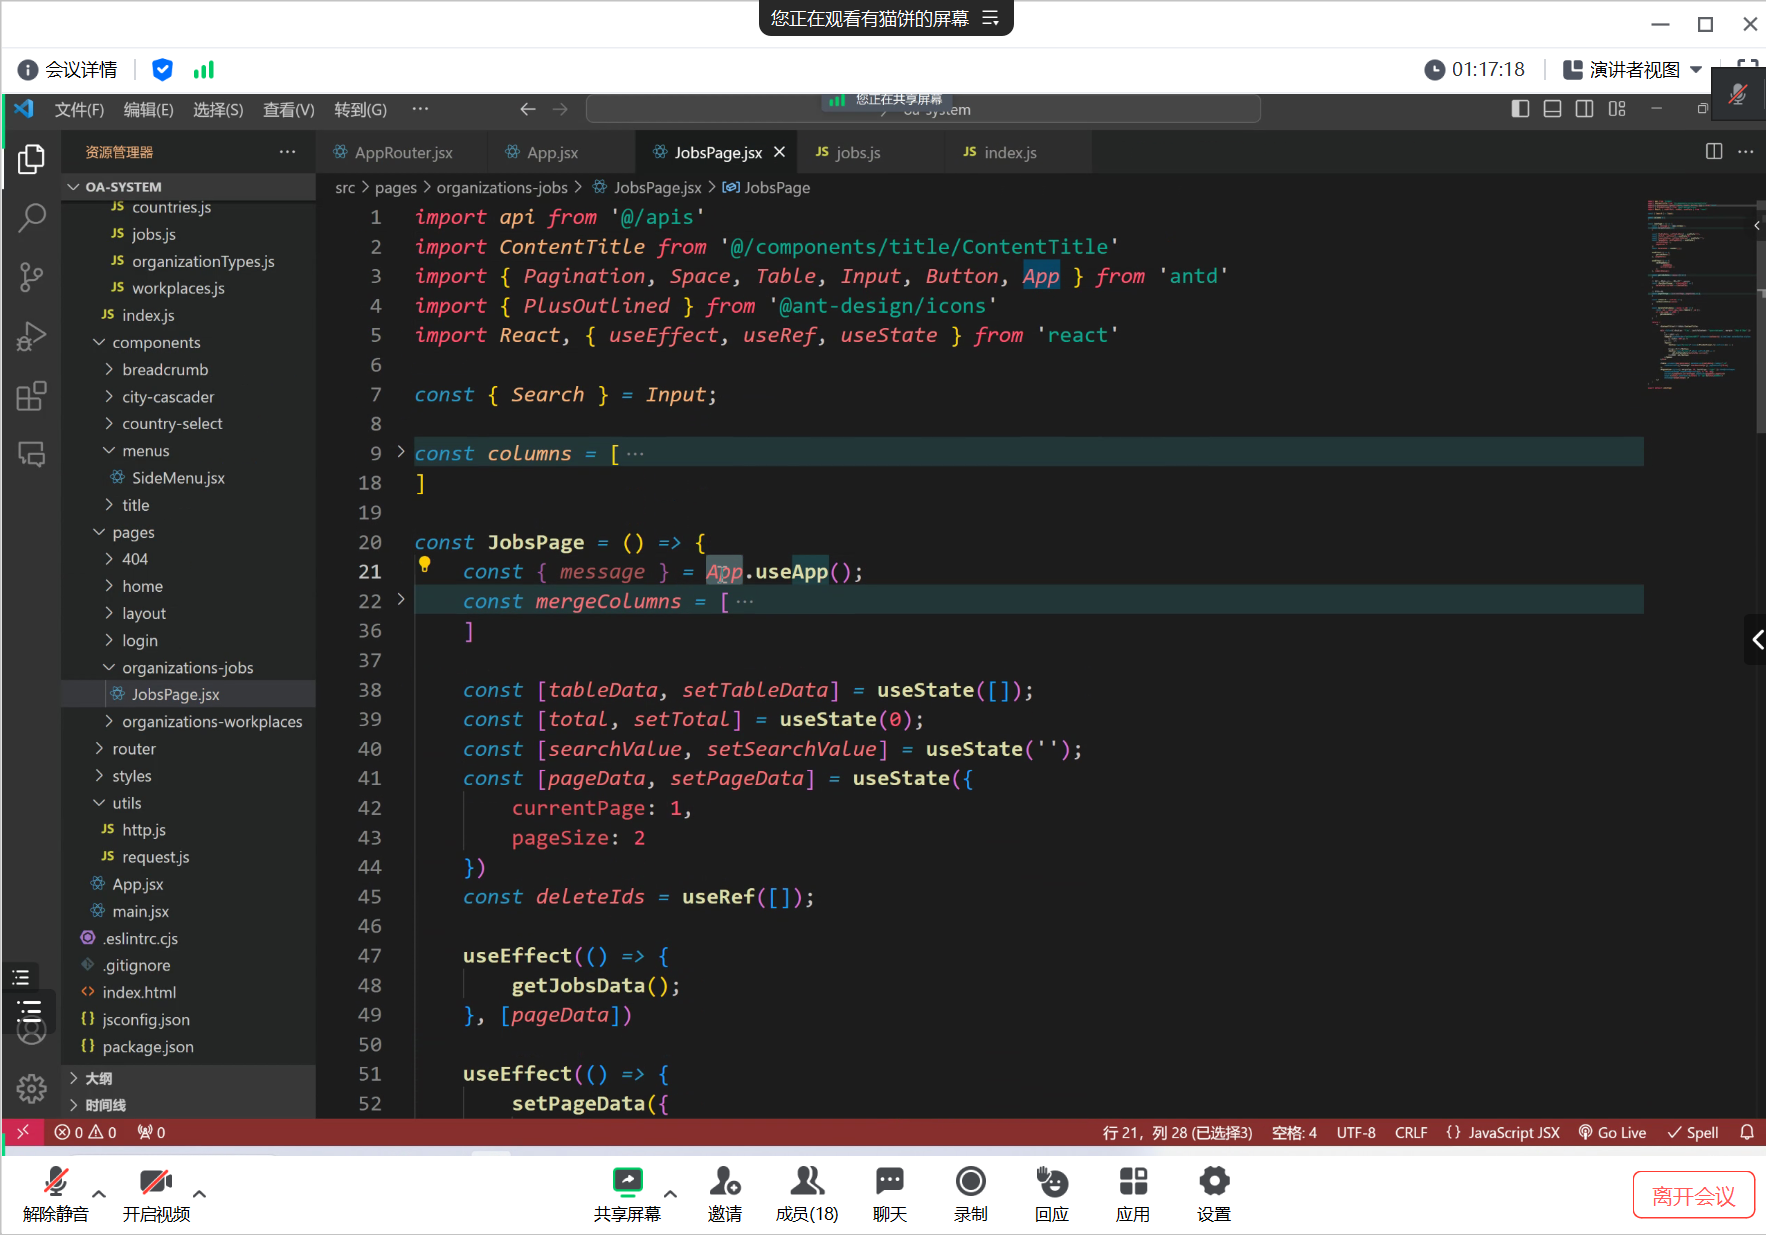 您正在观看有猫饼的屏幕
会议详情
01:17:18
演讲者视图
文件(F) 编辑(E) 选择(S) 查看(V) 转到(G) ···
您正在共享屏幕
oa-system
资源管理器 ···
AppRouter.jsx
App.jsx
JobsPage.jsx
JS jobs.js
JS index.js
OA-SYSTEM
JS countries.js
JS jobs.js
JS organizationTypes.js
JS workplaces.js
JS index.js
components
breadcrumb
city-cascader
country-select
menus
SideMenu.jsx
title
pages
404
home
layout
login
organizations-jobs
JobsPage.jsx
organizations-workplaces
router
styles
utils
JS http.js
JS request.js
App.jsx
main.jsx
.eslintrc.cjs
.gitignore
<> index.html
{} jsconfig.json
{} package.json
大纲
时间线
src > pages > organizations-jobs > JobsPage.jsx > JobsPage
1 import api from '@/apis'
2 import ContentTitle from '@/components/title/ContentTitle'
3 import { Pagination, Space, Table, Input, Button, App } from 'antd'
4 import { PlusOutlined } from '@ant-design/icons'
5 import React, { useEffect, useRef, useState } from 'react'
6
7 const { Search } = Input;
8
9 const columns = [ ···
18 ]
19
20 const JobsPage = () => {
21 const { message } = App.useApp();
22 const mergeColumns = [ ···
36 ]
37
38 const [tableData, setTableData] = useState([]);
39 const [total, setTotal] = useState(0);
40 const [searchValue, setSearchValue] = useState('');
41 const [pageData, setPageData] = useState({
42 currentPage: 1,
43 pageSize: 2
44 })
45 const deleteIds = useRef([]);
46
47 useEffect(() => {
48 getJobsData();
49 }, [pageData])
50
51 useEffect(() => {
52 setPageData({
0 0 0
行 21，列 28 (已选择3) 空格: 4 UTF-8 CRLF {} JavaScript JSX Go Live Spell
解除静音
开启视频
共享屏幕
邀请
成员(18)
聊天
录制
回应
应用
设置
离开会议